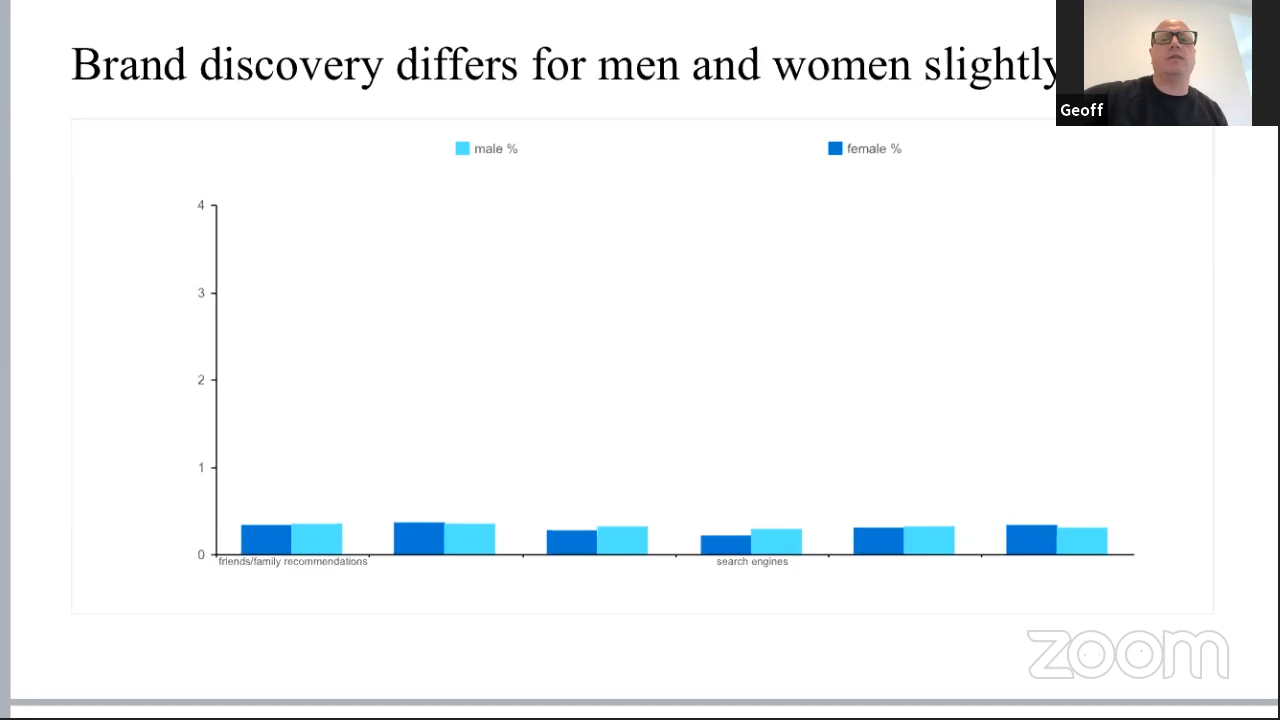 Brand discovery differs for men and women slightly
Geoff
male %
female %
4
3
2
1
0
friends/family recommendations
search engines
zoom